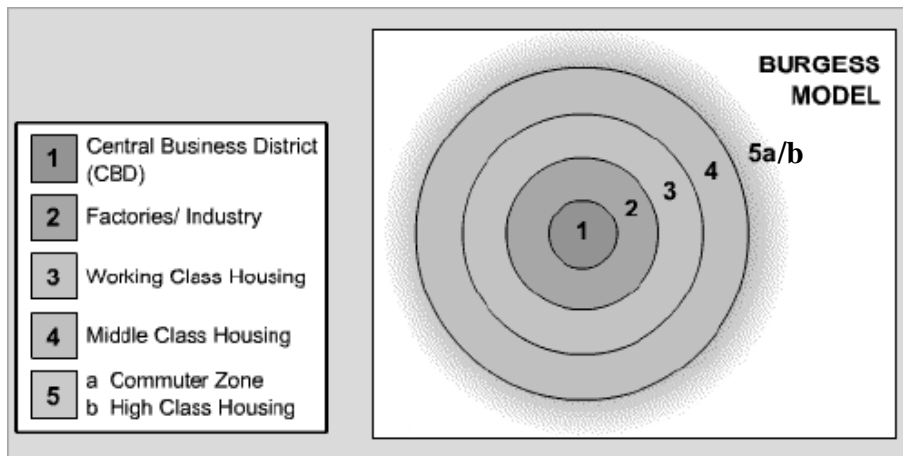 1 Central Business District
(CBD)
2 Factories/ Industry
3 Working Class Housing
4 Middle Class Housing
5 a Commuter Zone
b High Class Housing
BURGESS
MODEL
5a/b
4
3
2
1